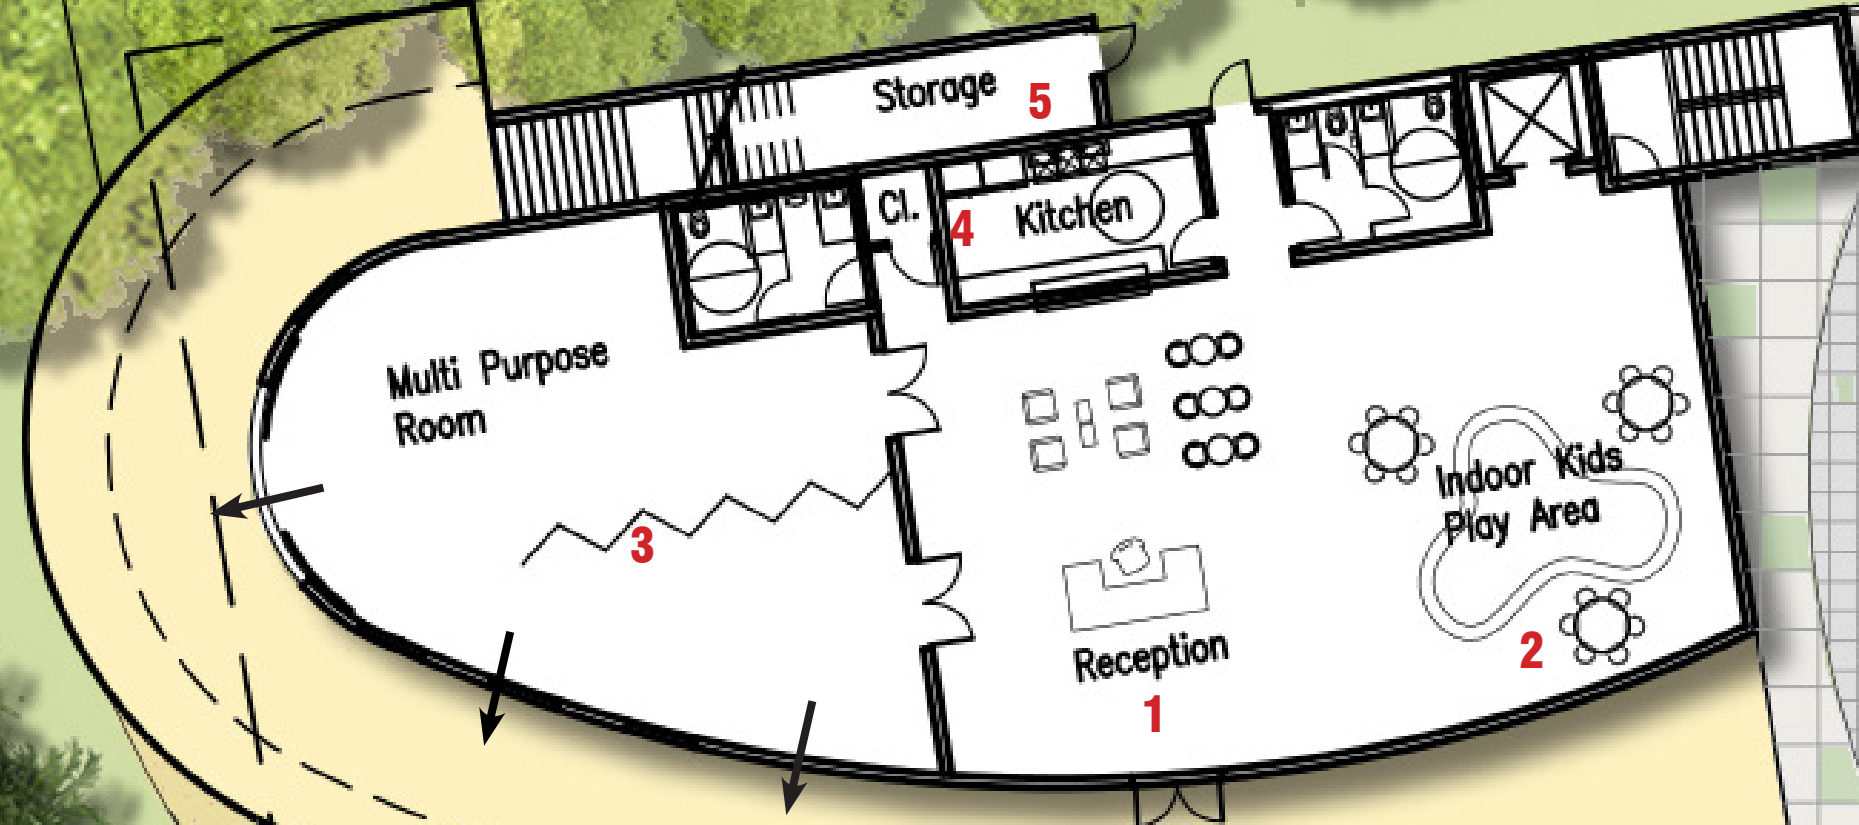 Storage
5
Cl.
4
Kitchen
Multi Purpose
Room
3
Indoor Kids
Play Area
2
Reception
1